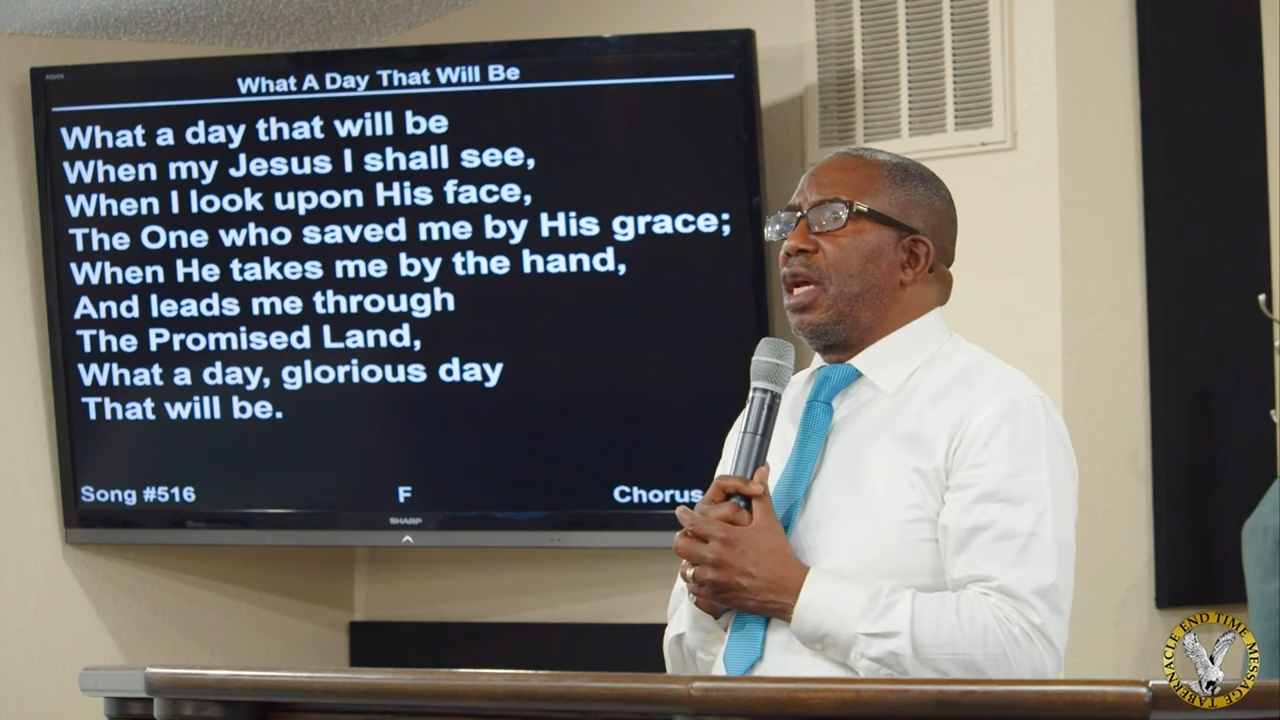 AQUOS
What A Day That Will Be
What a day that will be
When my Jesus I shall see,
When I look upon His face,
The One who saved me by His grace;
When He takes me by the hand,
And leads me through
The Promised Land,
What a day, glorious day
That will be.
Song #516 F Chorus
SHARP
END TIME MESSAGE TABERNACLE